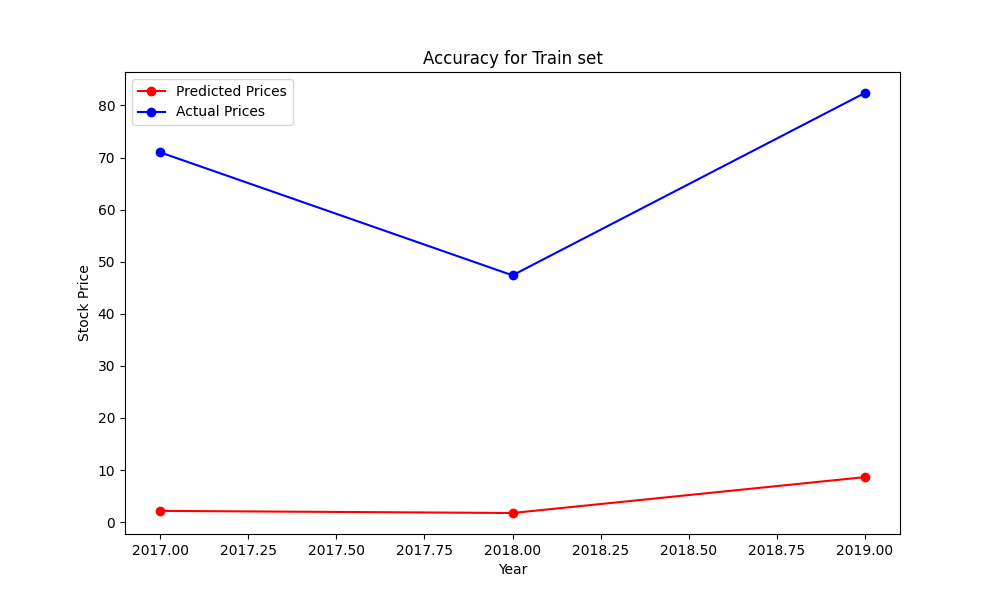 Accuracy for Train set
Predicted Prices
Actual Prices
Stock Price
80
70
60
50
40
30
20
10
0
2017.00 2017.25 2017.50 2017.75 2018.00 2018.25 2018.50 2018.75 2019.00
Year